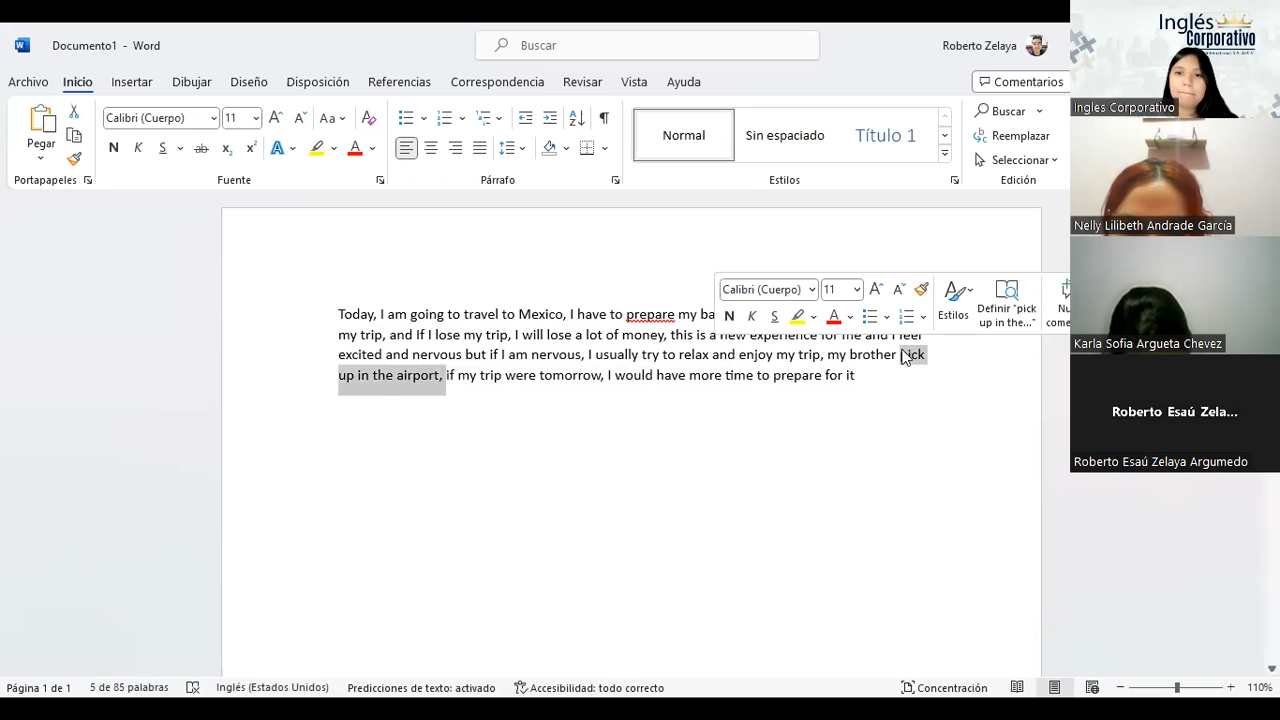 Documento1 - Word
Buscar
Roberto Zelaya
Archivo Inicio Insertar Dibujar Diseño Disposición Referencias Correspondencia Revisar Vista Ayuda
Comentarios
Pegar
Calibri (Cuerpo) 11
Normal Sin espaciado Título 1
Buscar
Reemplazar
Seleccionar
Portapapeles Fuente Párrafo Estilos Edición
Calibri (Cuerpo) 11
Estilos
Definir "pick
up in the..."
Today, I am going to travel to Mexico, I have to prepare my
my trip, and If I lose my trip, I will lose a lot of money, this is a new experience for me and I feel
excited and nervous but if I am nervous, I usually try to relax and enjoy my trip, my brother pick
up in the airport, if my trip were tomorrow, I would have more time to prepare for it
Página 1 de 1 5 de 85 palabras Inglés (Estados Unidos) Predicciones de texto: activado Accesibilidad: todo correcto Concentración 110%
Inglés
Corporativo
Ingles Corporativo
Nelly Lilibeth Andrade García
Karla Sofia Argueta Chevez
Roberto Esaú Zela...
Roberto Esaú Zelaya Argumedo